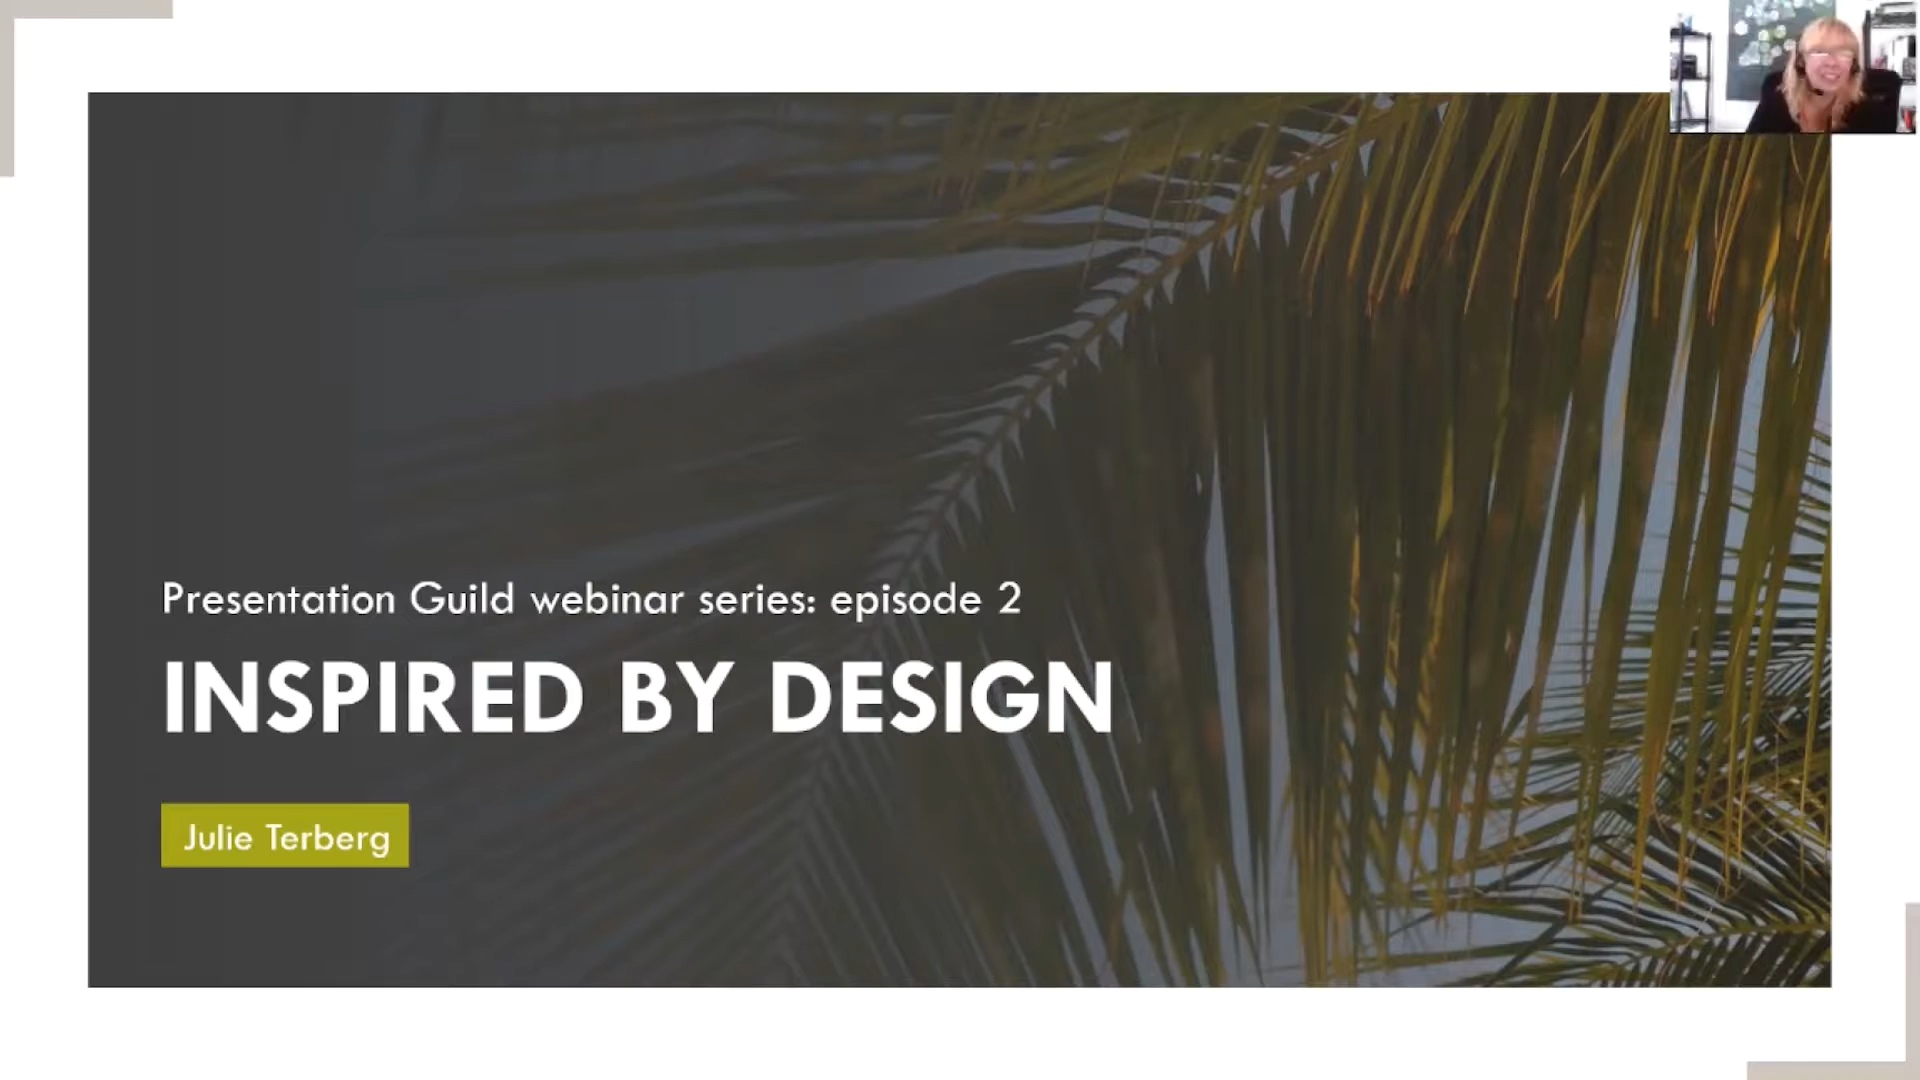 Presentation Guild webinar series: episode 2
INSPIRED BY DESIGN
Julie Terberg